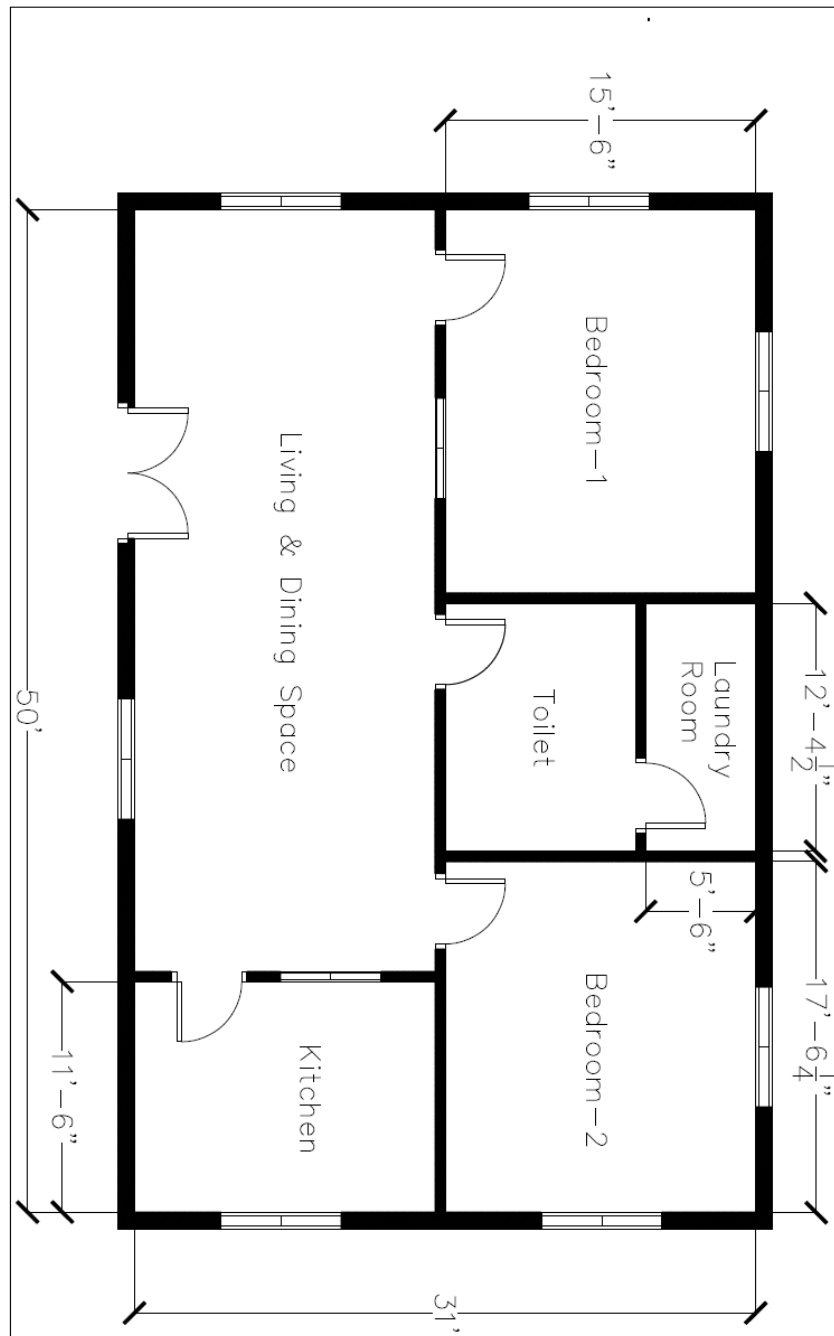 15'-6"
Bedroom-1
Living & Dining Space
Laundry
Room
12'-4 1/2"
Toilet
50'
5'-6"
Bedroom-2
17'-6 1/4"
Kitchen
11'-6"
31'